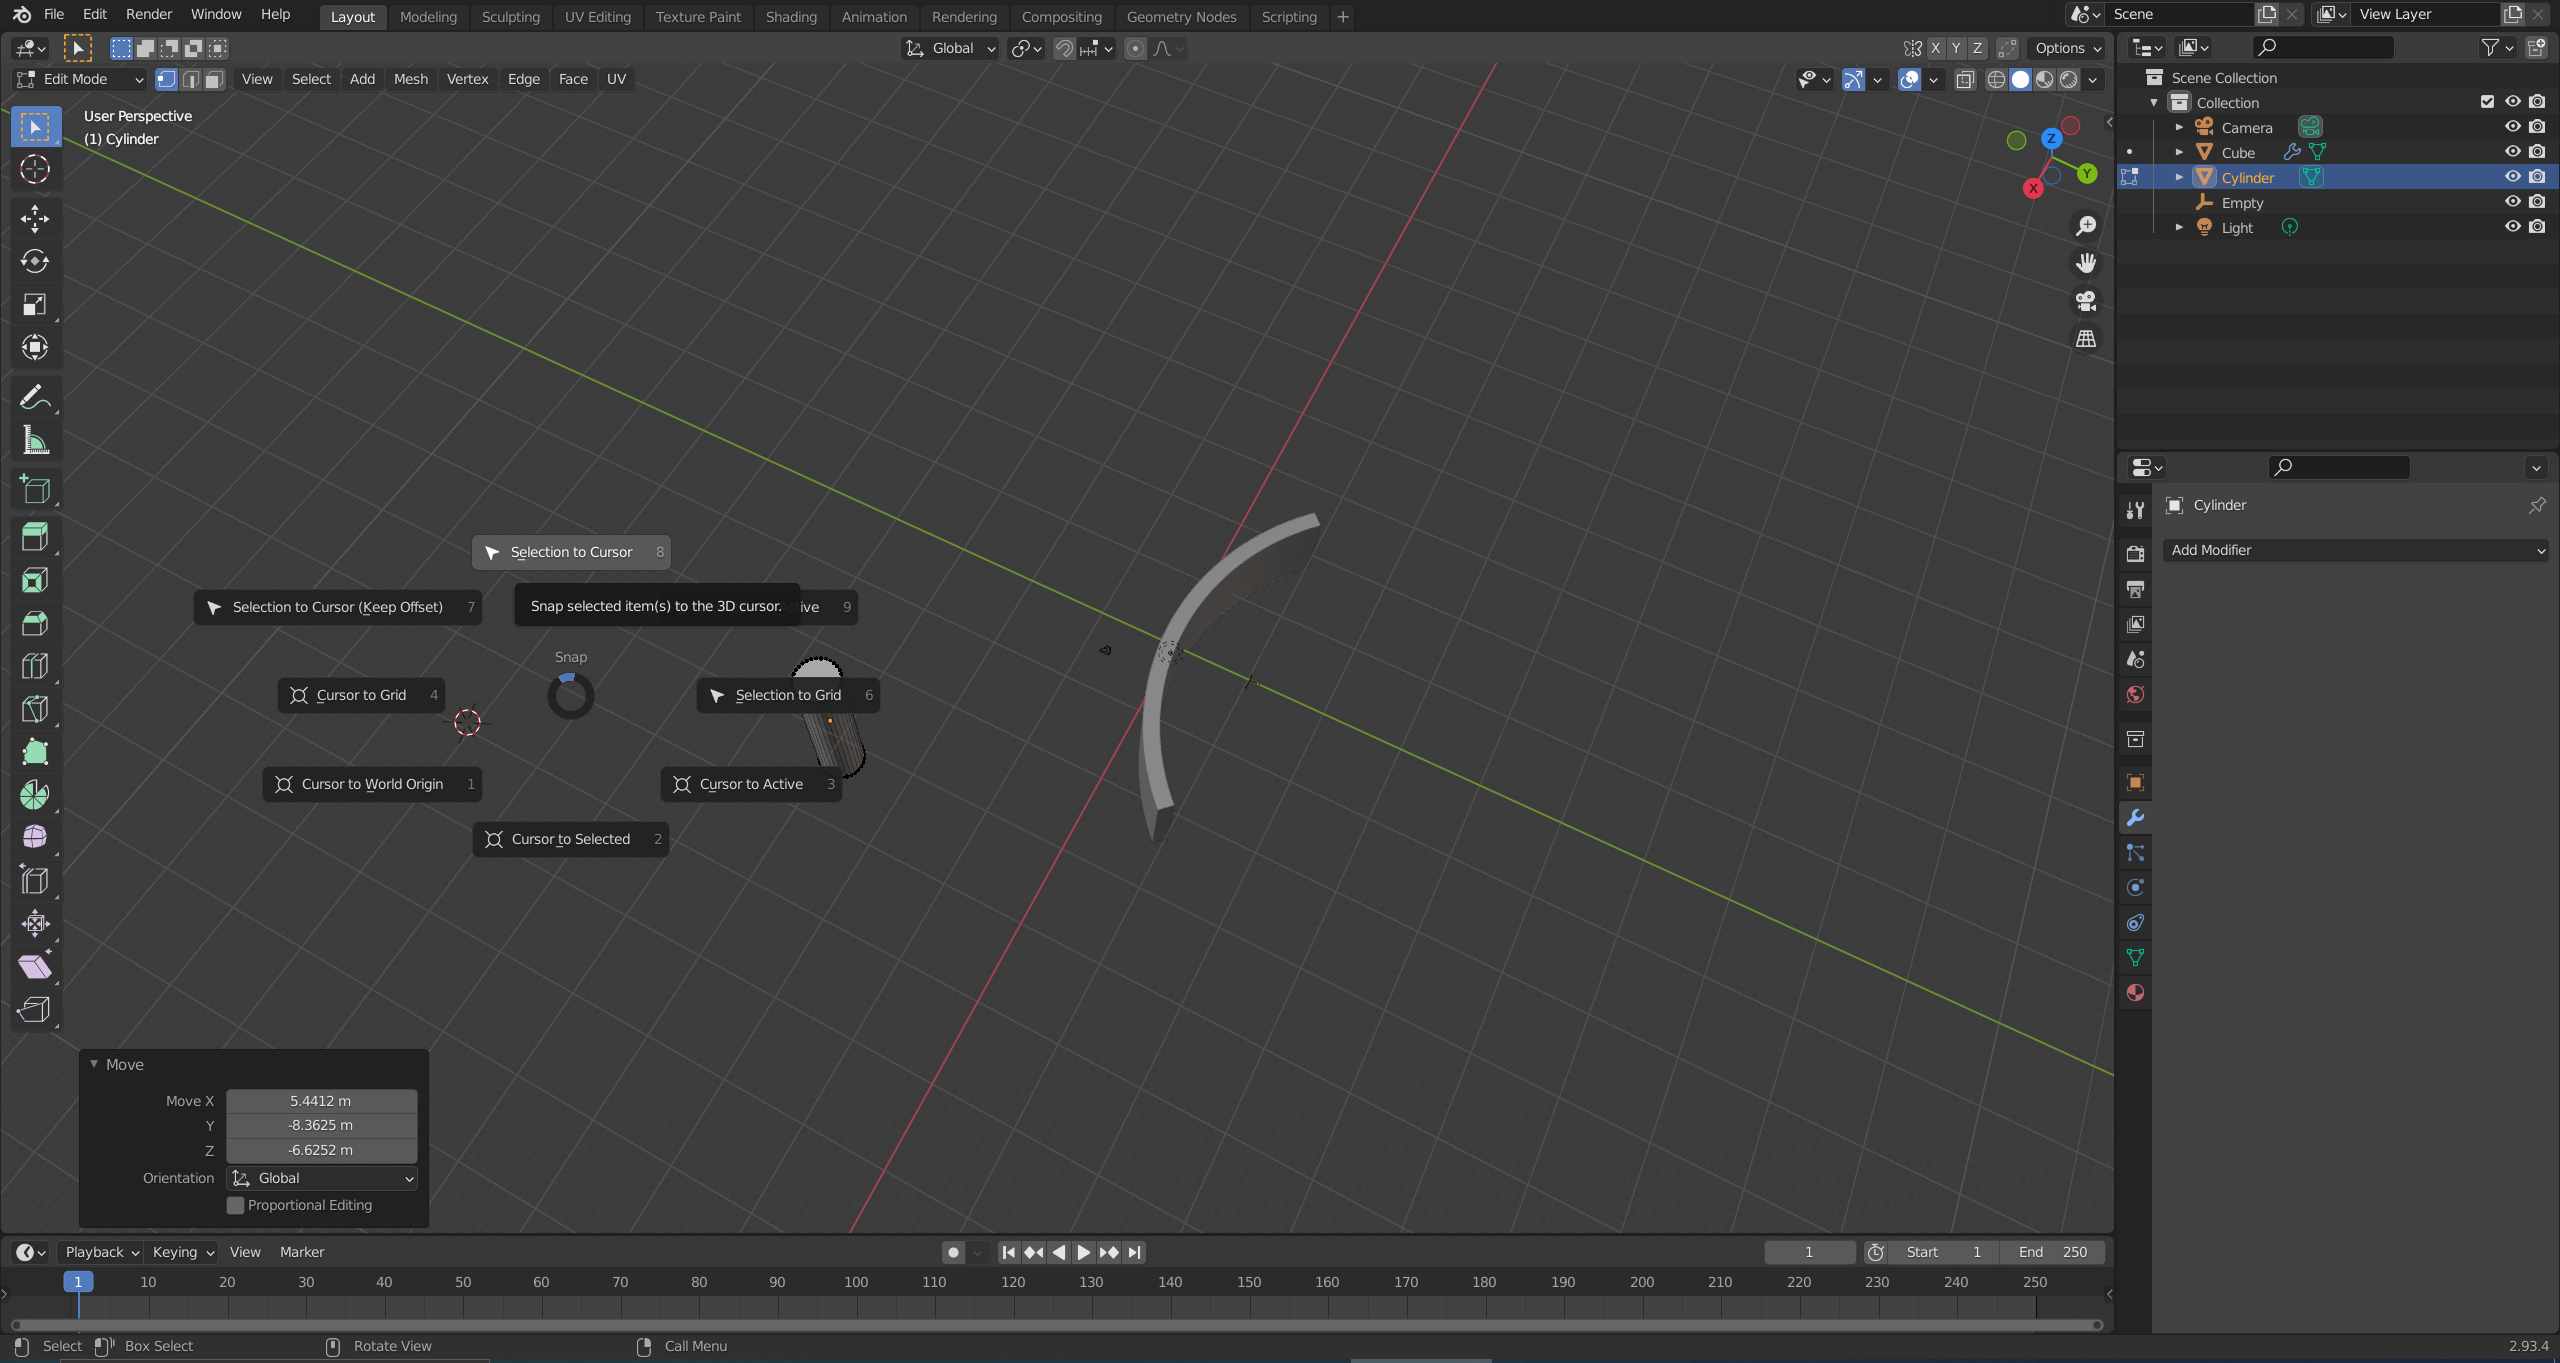 File Edit Render Window Help Layout Modeling Sculpting UV Editing Texture Paint Shading Animation Rendering Compositing Geometry Nodes Scripting + Scene View Layer
Global X Y Z Options
Edit Mode View Select Add Mesh Vertex Edge Face UV
User Perspective
(1) Cylinder
Z
Y
X
Selection to Cursor 8
Selection to Cursor (Keep Offset) 7
Snap selected item(s) to the 3D cursor.
9
Snap
Cursor to Grid 4
Selection to Grid 6
Cursor to World Origin 1
Cursor to Active 3
Cursor to Selected 2
Move
Move X 5.4412 m
Y -8.3625 m
Z -6.6252 m
Orientation Global
Proportional Editing
Scene Collection
Collection
Camera
Cube
Cylinder
Empty
Light
Cylinder
Add Modifier
Playback Keying View Marker 1 Start 1 End 250
1 10 20 30 40 50 60 70 80 90 100 110 120 130 140 150 160 170 180 190 200 210 220 230 240 250
Select Box Select Rotate View Call Menu 2.93.4